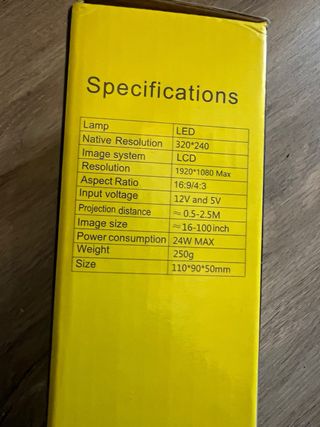 Specifications
Lamp LED
Native Resolution 320*240
Image system LCD
Resolution 1920*1080 Max
Aspect Ratio 16:9/4:3
Input voltage 12V and 5V
Projection distance ≈0.5-2.5M
Image size ≈16-100inch
Power consumption 24W MAX
Weight 250g
Size 110*90*50mm